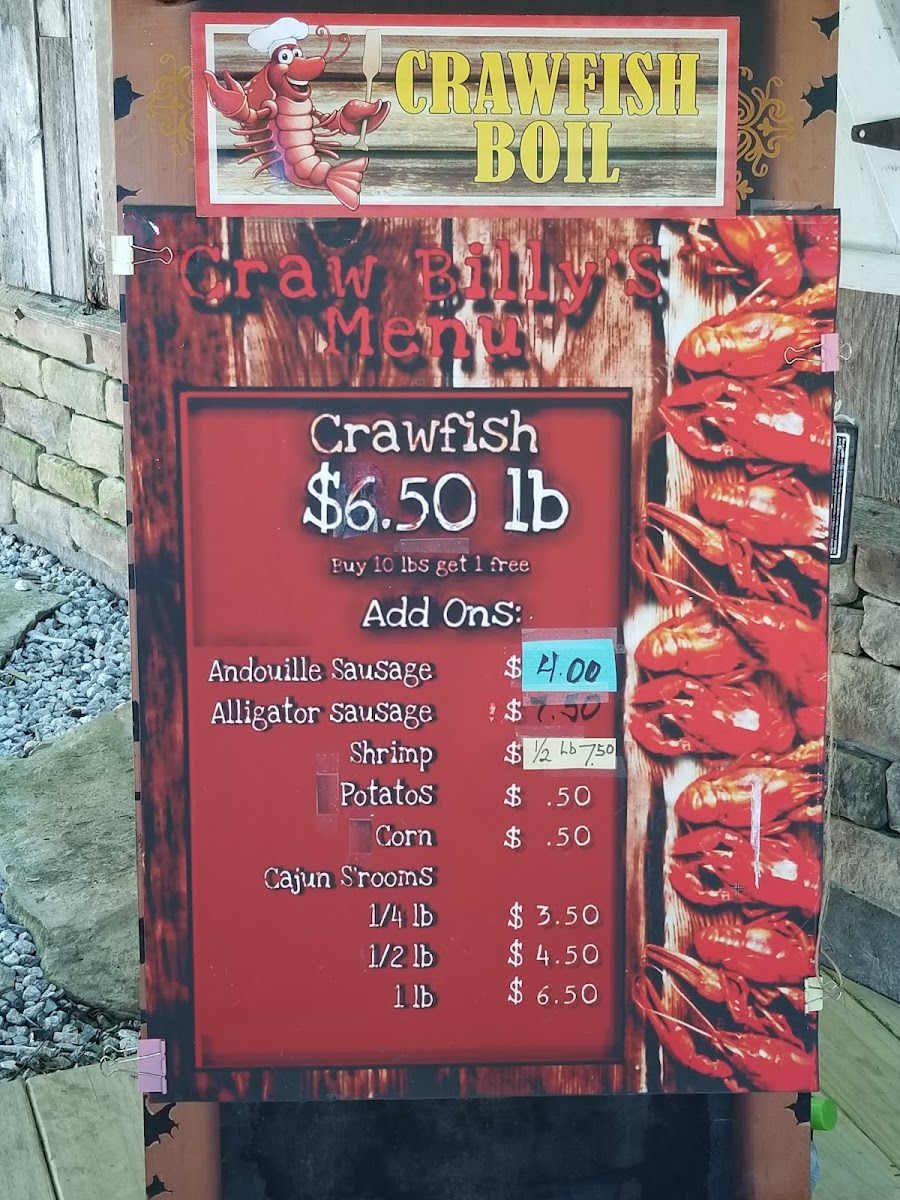 CRAWFISH
BOIL
Craw Billy's
Menu
Crawfish
$6.50 lb
Buy 10 lbs get 1 free
Add Ons:
Andouille Sausage $ 4.00
Alligator sausage $ 7.50
Shrimp $ 1/2 Lb 7.50
Potatos $ .50
Corn $ .50
Cajun S'rooms
1/4 lb $ 3.50
1/2 lb $ 4.50
1 lb $ 6.50